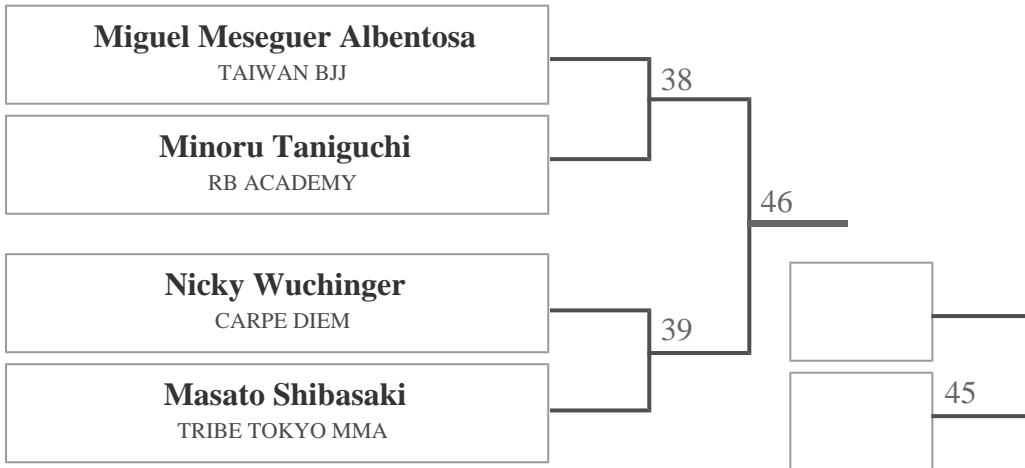 Miguel Meseguer Albentosa
TAIWAN BJJ
38
Minoru Taniguchi
RB ACADEMY
46
Nicky Wuchinger
CARPE DIEM
39
Masato Shibasaki
TRIBE TOKYO MMA
45